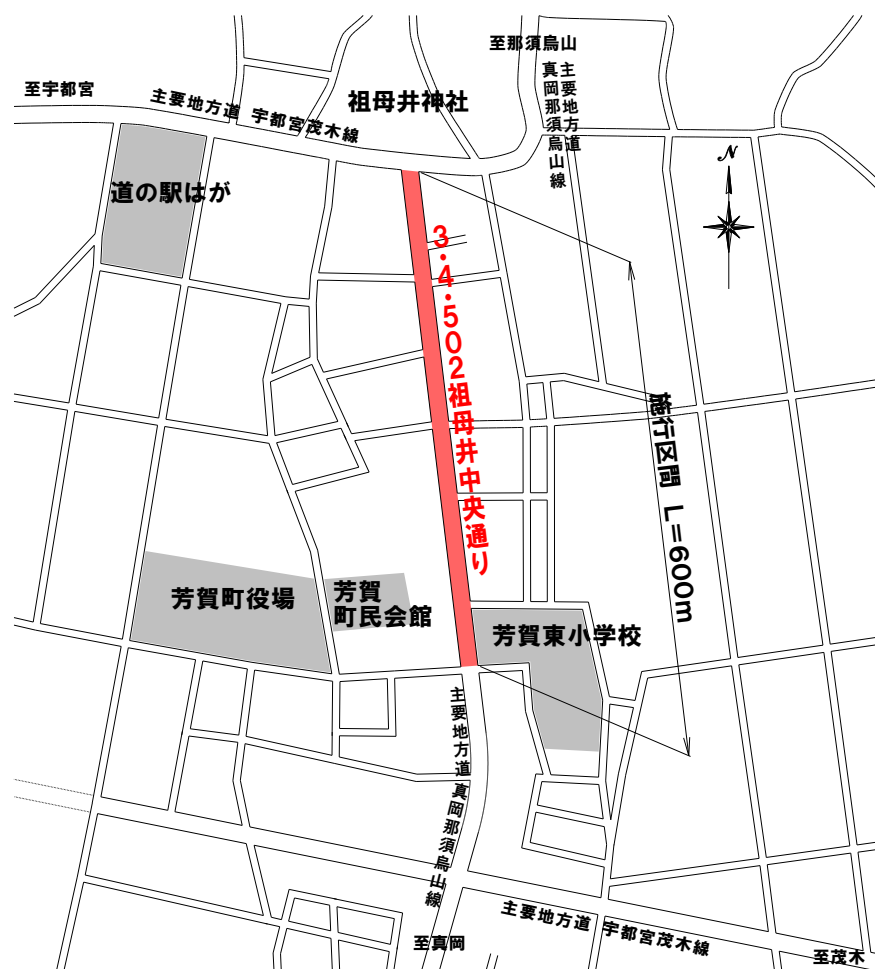 至那須烏山
主要地方道
真岡那須烏山線
至宇都宮
主要地方道 宇都宮茂木線
祖母井神社
N
道の駅はが
3・4・502祖母井中央通り
施行区間 L=600m
芳賀町役場
芳賀
町民会館
芳賀東小学校
主要地方道 真岡那須烏山線
主要地方道 宇都宮茂木線
至真岡
至茂木